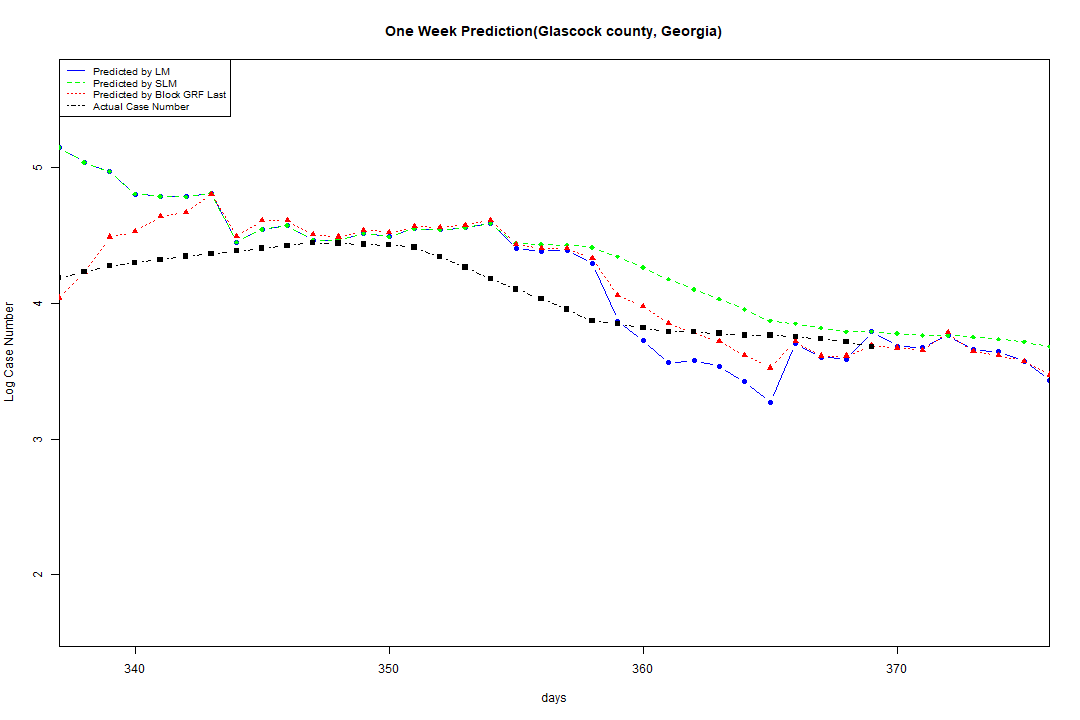 One Week Prediction(Glascock county, Georgia)
Predicted by LM
Predicted by SLM
Predicted by Block GRF Last
Actual Case Number
5
4
3
2
Log Case Number
340 350 360 370
days